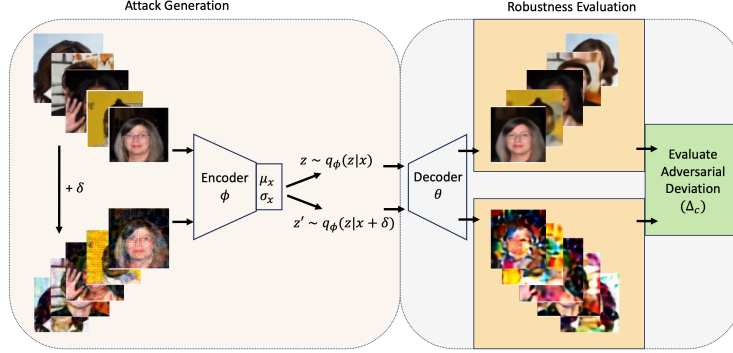 Attack Generation
Robustness Evaluation
+ δ
Encoder
ϕ
μₓ
σₓ
z ~ qϕ(z|x)
z′ ~ qϕ(z|x + δ)
Decoder
θ
Evaluate
Adversarial
Deviation
(Δ𝑐)